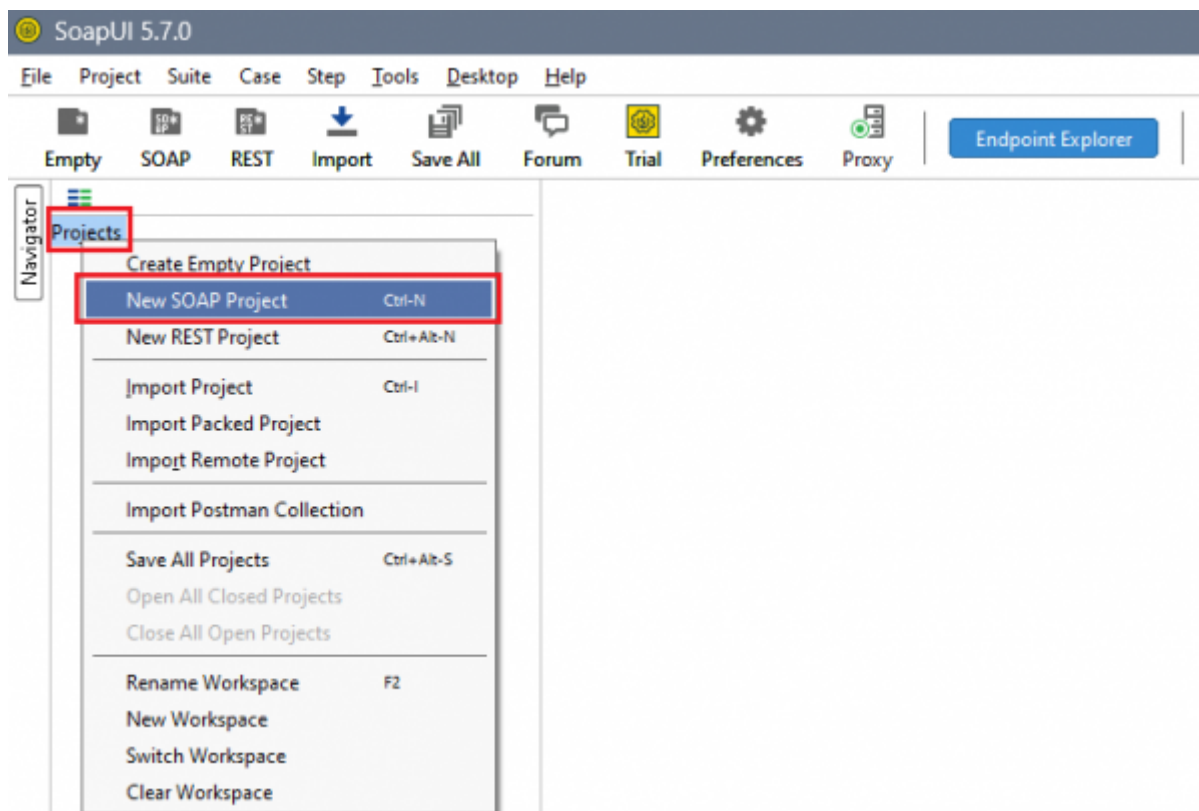 SoapUI 5.7.0
File Project Suite Case Step Tools Desktop Help
Empty SOAP REST Import Save All Forum Trial Preferences Proxy Endpoint Explorer
Navigator
Projects
Create Empty Project
New SOAP Project Ctrl-N
New REST Project Ctrl+Alt-N
Import Project Ctrl-I
Import Packed Project
Import Remote Project
Import Postman Collection
Save All Projects Ctrl+Alt-S
Open All Closed Projects
Close All Open Projects
Rename Workspace F2
New Workspace
Switch Workspace
Clear Workspace